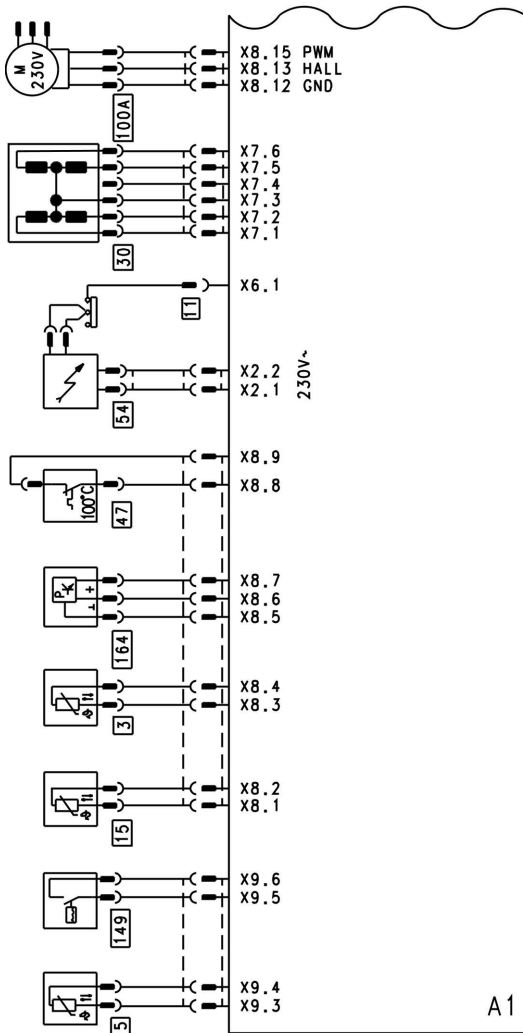 M
230V
X8.15 PWM
X8.13 HALL
X8.12 GND
100A
X7.6
X7.5
X7.4
X7.3
X7.2
X7.1
30
X6.1
11
X2.2
X2.1
230V~
54
X8.9
X8.8
100°C
47
P
K
+
X8.7
X8.6
X8.5
164
X8.4
X8.3
3
X8.2
X8.1
15
X9.6
X9.5
149
X9.4
X9.3
5
A1